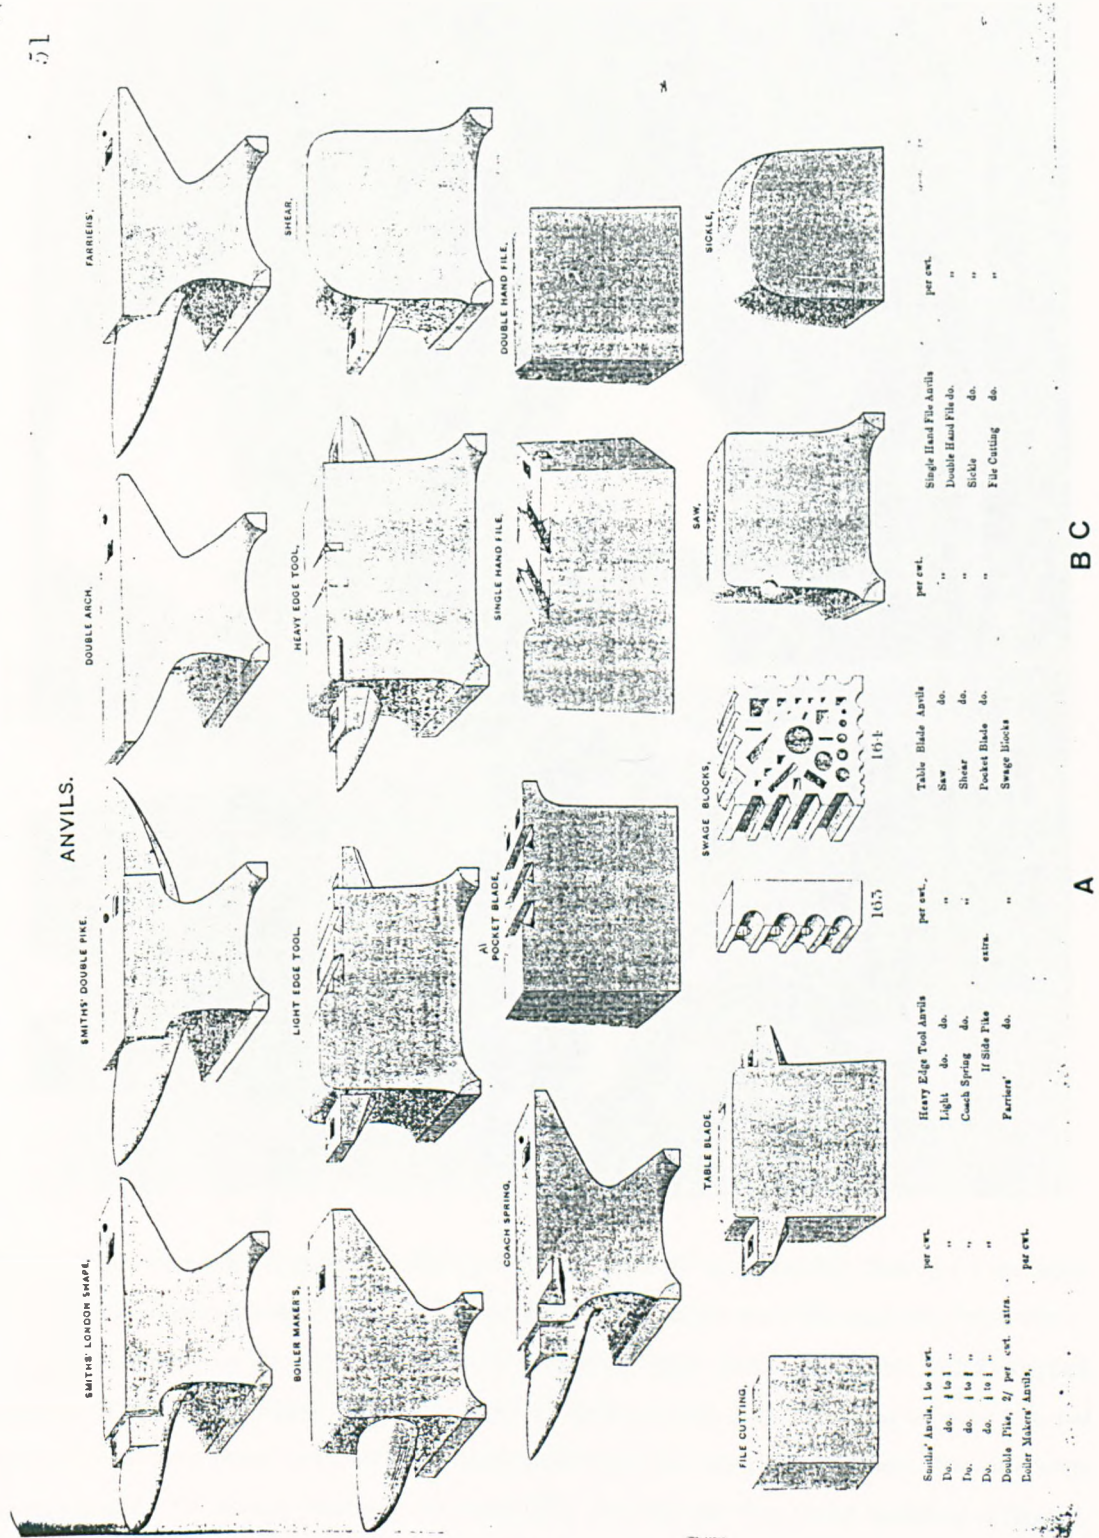 51
ANVILS.
SMITHS' LONDON SHAPE,
SMITHS' DOUBLE PIKE.
DOUBLE ARCH.
FARRIERS'.
BOILER MAKER'S,
LIGHT EDGE TOOL,
HEAVY EDGE TOOL,
SHEAR.
COACH SPRING,
POCKET BLADE,
SINGLE HAND FILE,
DOUBLE HAND FILE,
FILE CUTTING,
TABLE BLADE,
SWAGE BLOCKS,
SAW,
SICKLE,
163
164
Smiths' Anvils, 1 to 4 cwt. per cwt.
Do. do. to 1 „ „
Do. do. to „ „
Do. do. to „ „
Double Pike, 2/ per cwt. extra.
Boiler Makers' Anvils, per cwt.
Heavy Edge Tool Anvils per cwt.
Light do. do. „
Coach Spring do. „
If Side Pike extra.
Farriers' do. „
Table Blade Anvils per cwt.
Saw do. „
Shear do. „
Pocket Blade do. „
Swage Blocks
Single Hand File Anvils per cwt.
Double Hand File do. „
Sickle do. „
File Cutting do. „
A B C